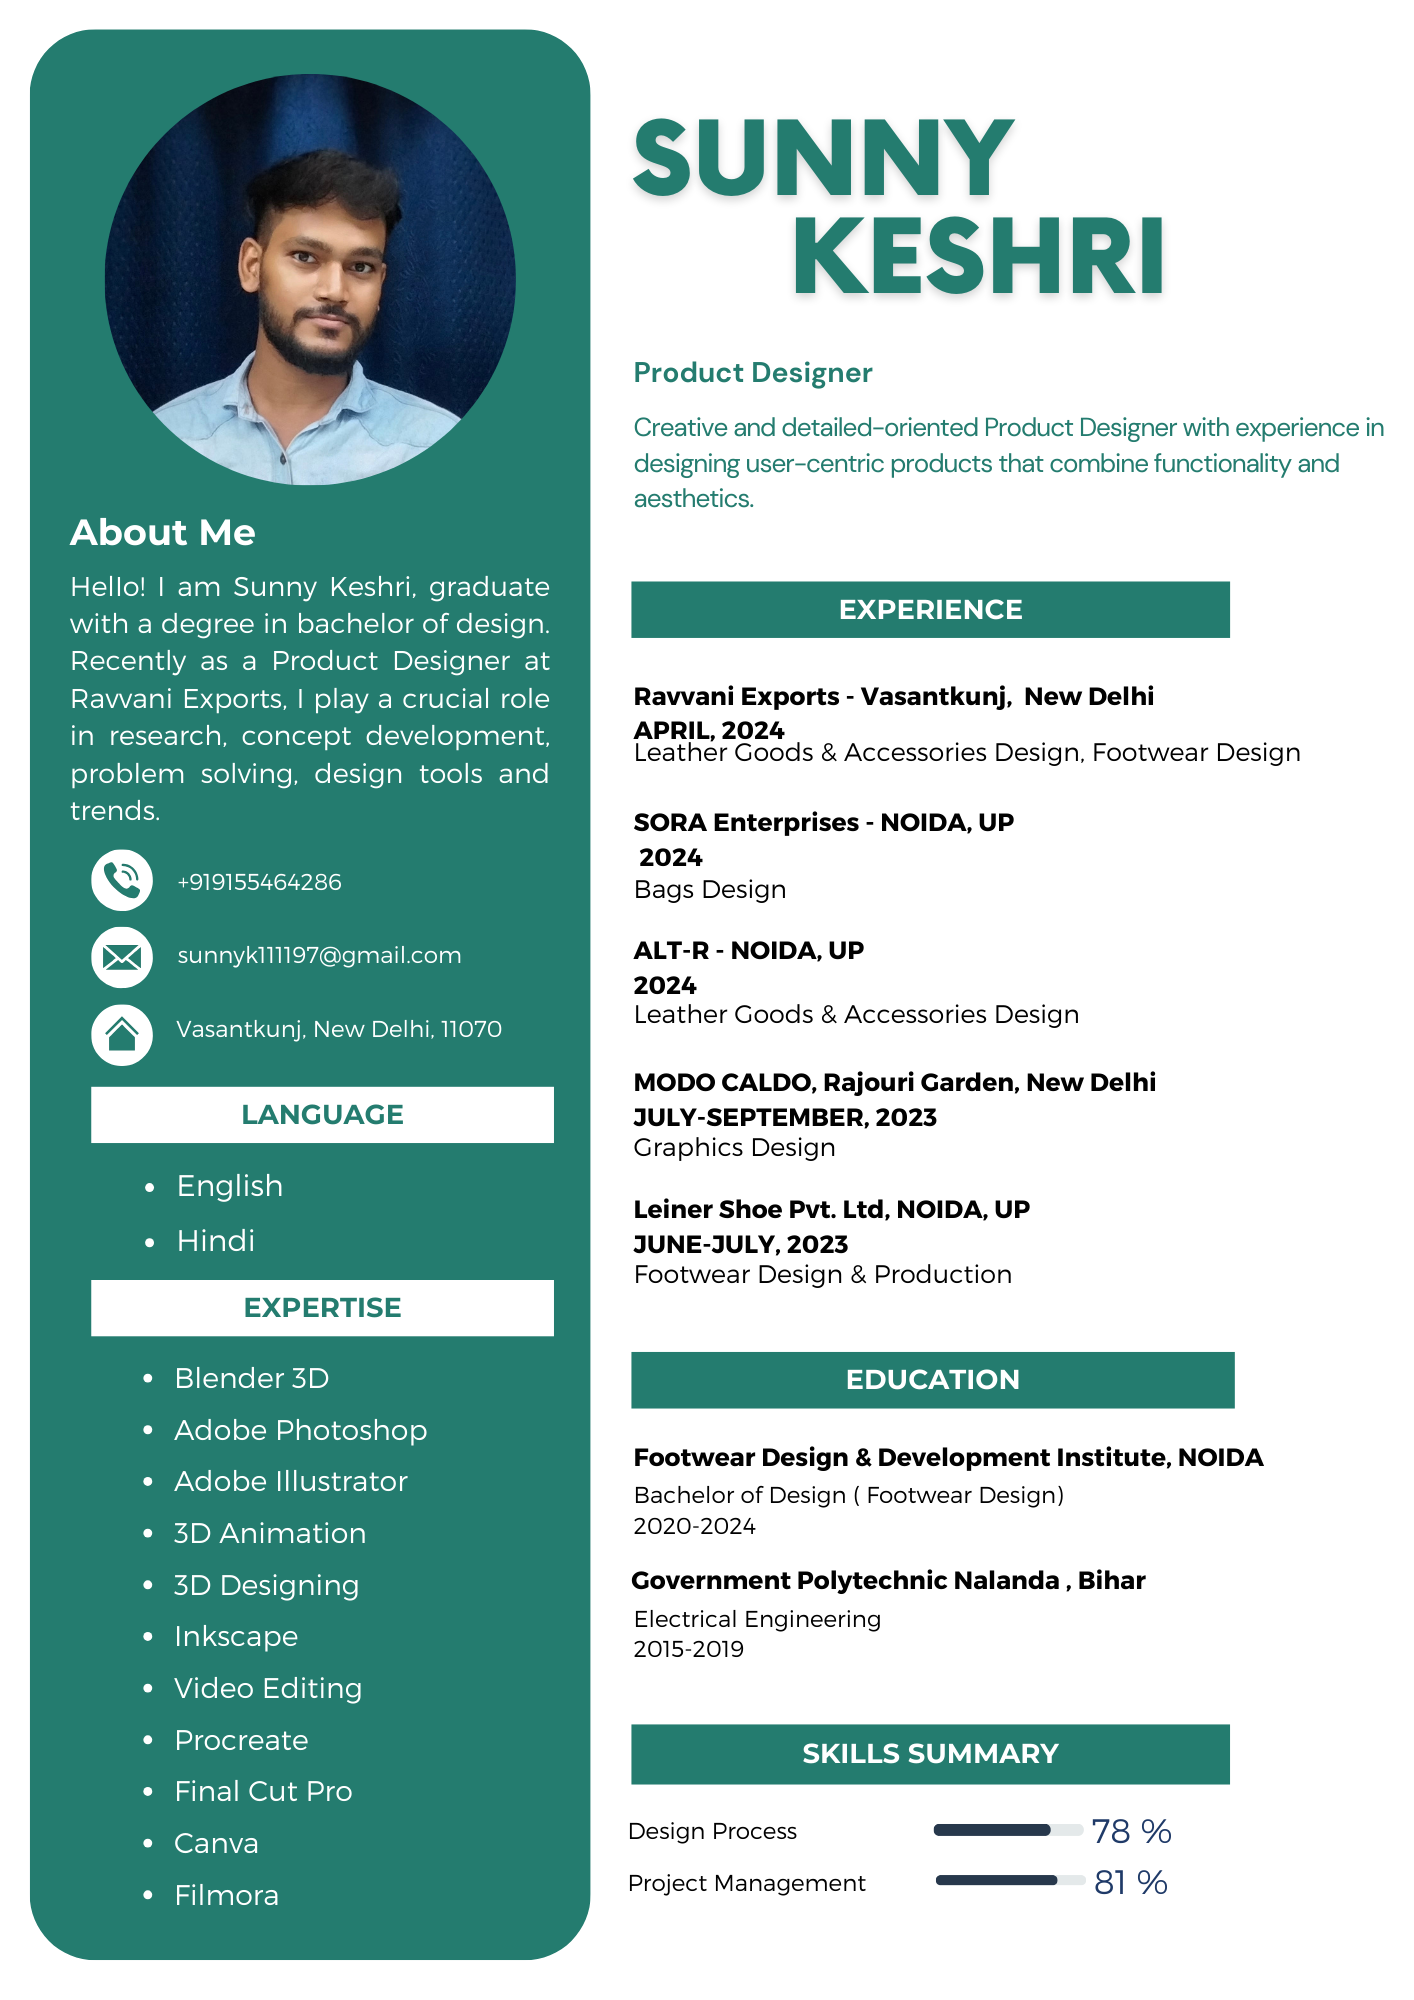 SUNNY
KESHRI
Product Designer
Creative and detailed-oriented Product Designer with experience in
designing user-centric products that combine functionality and
aesthetics.
About Me
Hello! I am Sunny Keshri, graduate
with a degree in bachelor of design.
Recently as a Product Designer at
Ravvani Exports, I play a crucial role
in research, concept development,
problem solving, design tools and
trends.
+919155464286
sunnyk111197@gmail.com
Vasantkunj, New Delhi, 11070
LANGUAGE
• English
• Hindi
EXPERTISE
• Blender 3D
• Adobe Photoshop
• Adobe Illustrator
• 3D Animation
• 3D Designing
• Inkscape
• Video Editing
• Procreate
• Final Cut Pro
• Canva
• Filmora
EXPERIENCE
Ravvani Exports - Vasantkunj, New Delhi
APRIL, 2024
Leather Goods & Accessories Design, Footwear Design
SORA Enterprises - NOIDA, UP
2024
Bags Design
ALT-R - NOIDA, UP
2024
Leather Goods & Accessories Design
MODO CALDO, Rajouri Garden, New Delhi
JULY-SEPTEMBER, 2023
Graphics Design
Leiner Shoe Pvt. Ltd, NOIDA, UP
JUNE-JULY, 2023
Footwear Design & Production
EDUCATION
Footwear Design & Development Institute, NOIDA
Bachelor of Design ( Footwear Design)
2020-2024
Government Polytechnic Nalanda , Bihar
Electrical Engineering
2015-2019
SKILLS SUMMARY
Design Process 78 %
Project Management 81 %